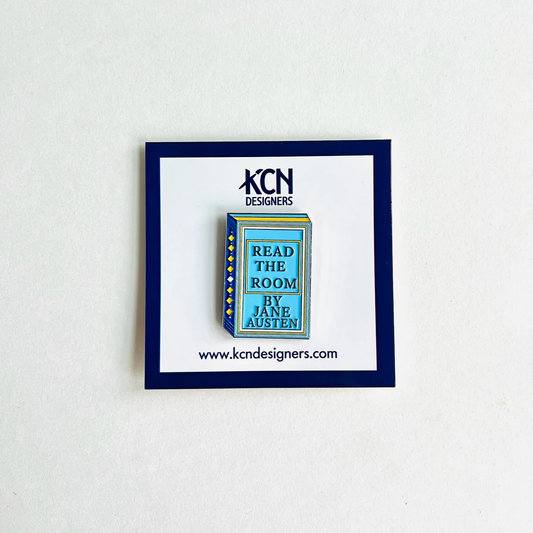 KCN
DESIGNERS
READ
THE
ROOM
BY
JANE
AUSTEN
www.kcndesigners.com